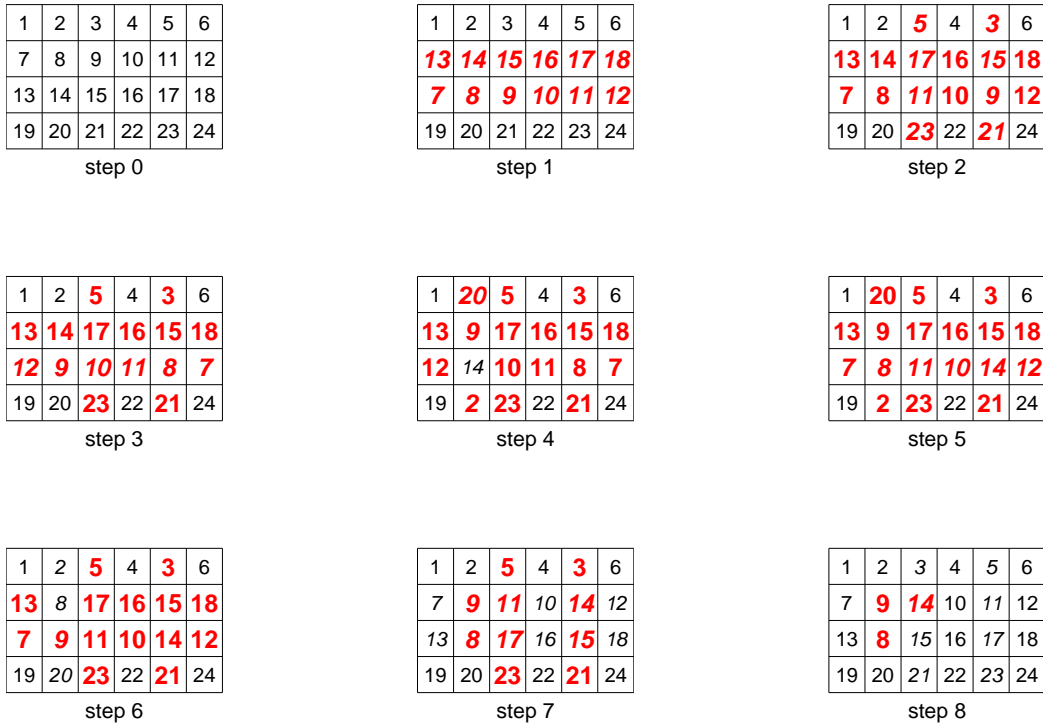 1 2 3 4 5 6
7 8 9 10 11 12
13 14 15 16 17 18
19 20 21 22 23 24
step 0
1 2 3 4 5 6
13 14 15 16 17 18
7 8 9 10 11 12
19 20 21 22 23 24
step 1
1 2 5 4 3 6
13 14 17 16 15 18
7 8 11 10 9 12
19 20 23 22 21 24
step 2
1 2 5 4 3 6
13 14 17 16 15 18
12 9 10 11 8 7
19 20 23 22 21 24
step 3
1 20 5 4 3 6
13 9 17 16 15 18
12 14 10 11 8 7
19 2 23 22 21 24
step 4
1 20 5 4 3 6
13 9 17 16 15 18
7 8 11 10 14 12
19 2 23 22 21 24
step 5
1 2 5 4 3 6
13 8 17 16 15 18
7 9 11 10 14 12
19 20 23 22 21 24
step 6
1 2 5 4 3 6
7 9 11 10 14 12
13 8 17 16 15 18
19 20 23 22 21 24
step 7
1 2 3 4 5 6
7 9 14 10 11 12
13 8 15 16 17 18
19 20 21 22 23 24
step 8